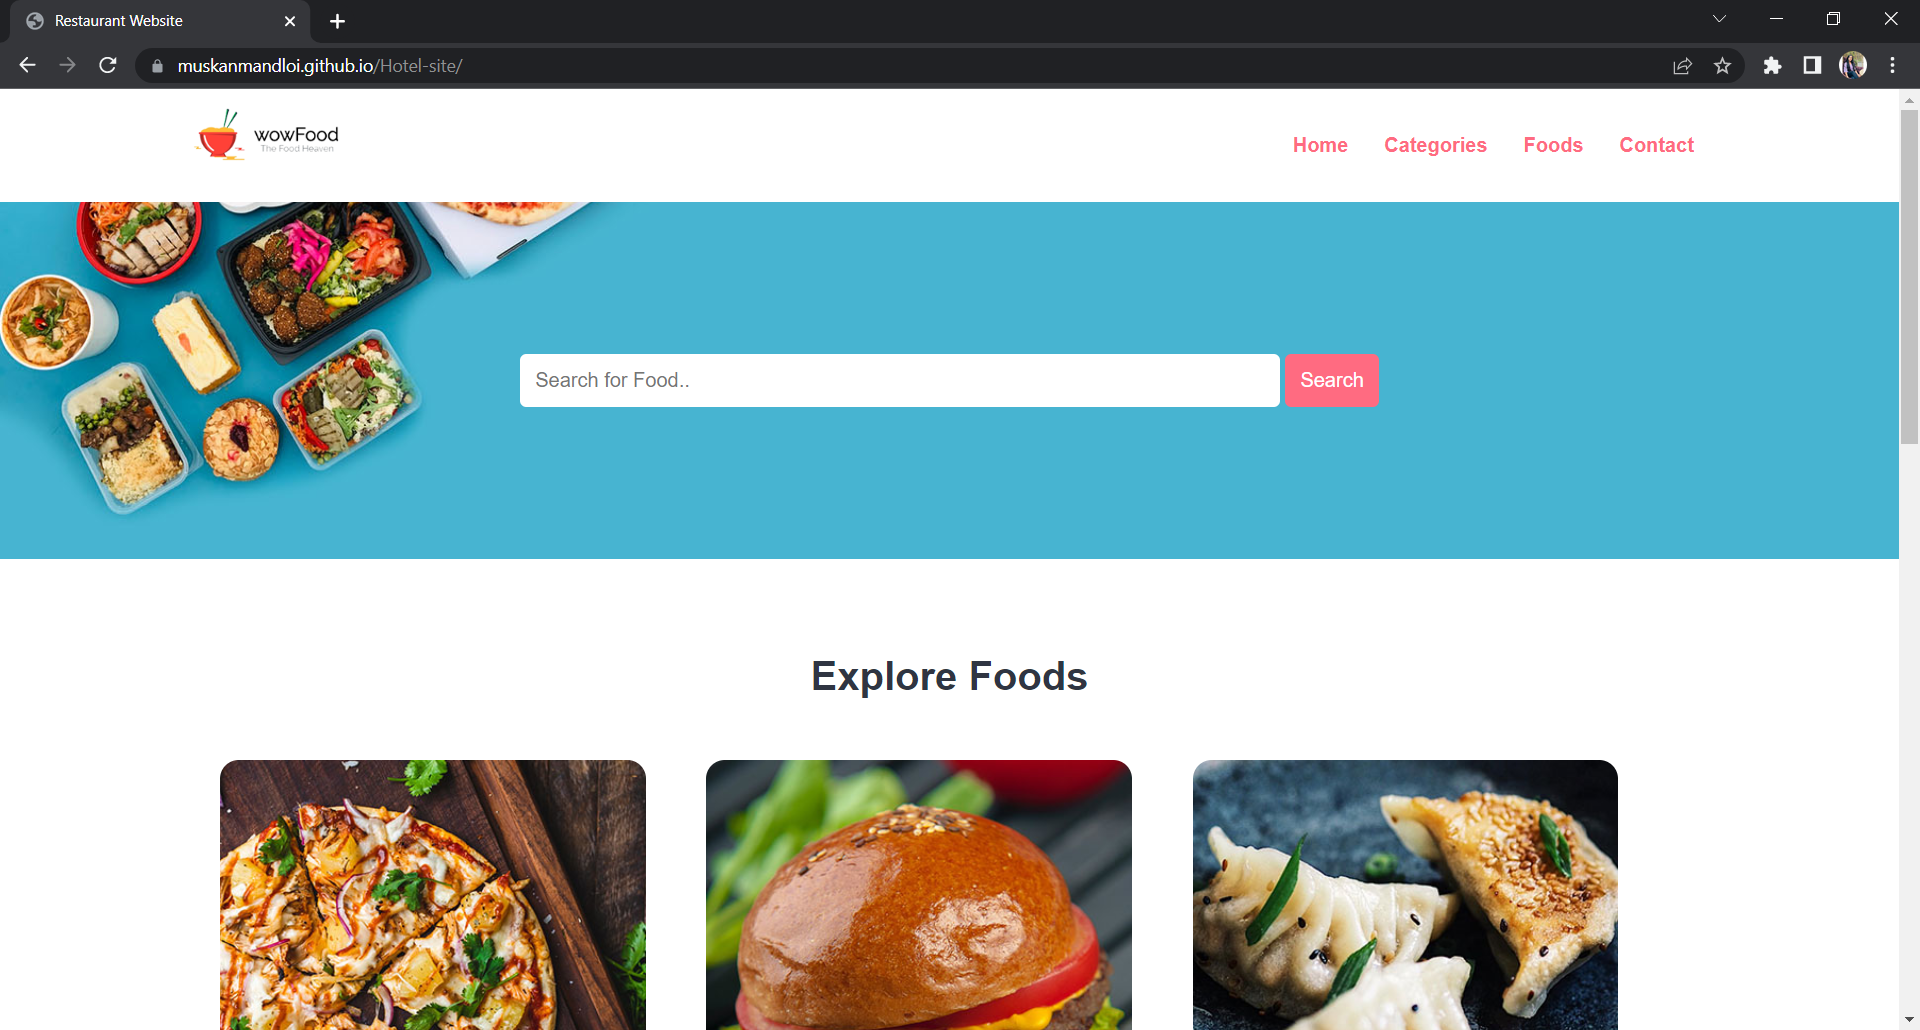 Restaurant Website
muskanmandloi.github.io/Hotel-site/
wowFood
The Food Heaven
Home Categories Foods Contact
Search for Food.. Search
Explore Foods